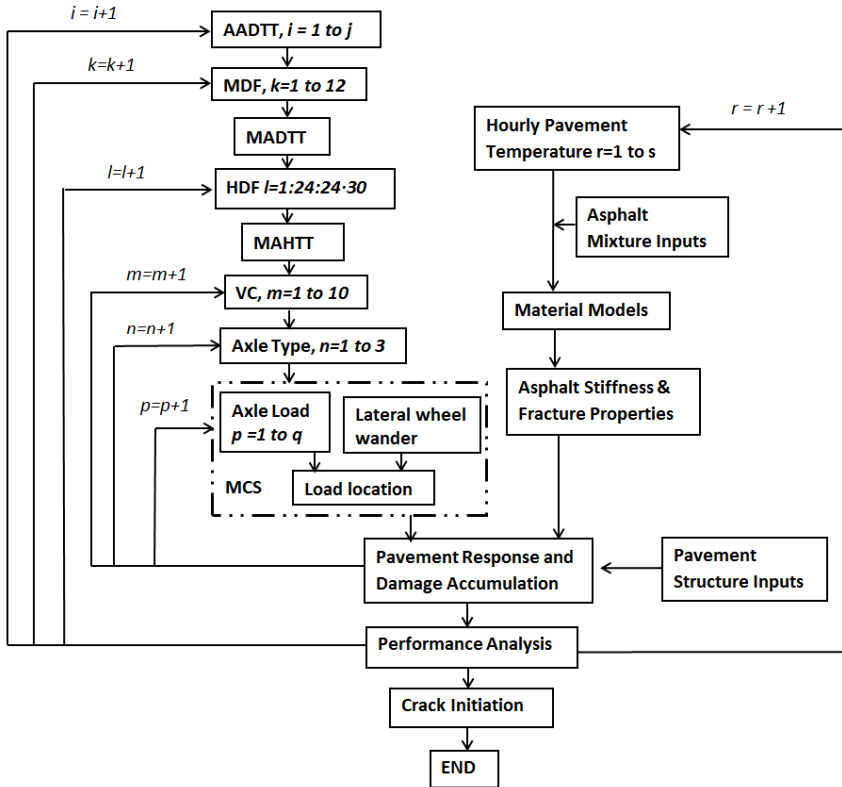 i = i+1
AADTT, i = 1 to j
k=k+1
MDF, k=1 to 12
MADTT
l=l+1
HDF l=1:24:24·30
MAHTT
m=m+1
VC, m=1 to 10
n=n+1
Axle Type, n=1 to 3
p=p+1
Axle Load
p =1 to q
Lateral wheel
wander
MCS
Load location
Hourly Pavement
Temperature r=1 to s
r = r +1
Asphalt
Mixture Inputs
Material Models
Asphalt Stiffness &
Fracture Properties
Pavement Response and
Damage Accumulation
Pavement
Structure Inputs
Performance Analysis
Crack Initiation
END